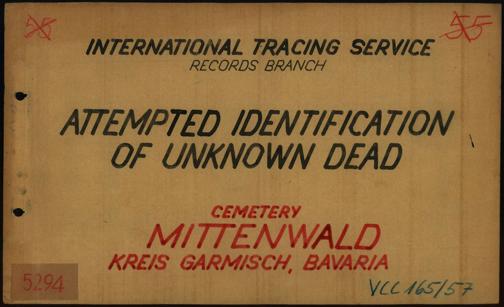 55 55
INTERNATIONAL TRACING SERVICE
RECORDS BRANCH
ATTEMPTED IDENTIFICATION
OF UNKNOWN DEAD
CEMETERY
MITTENWALD
KREIS GARMISCH, BAVARIA
5294
VCC 165/57